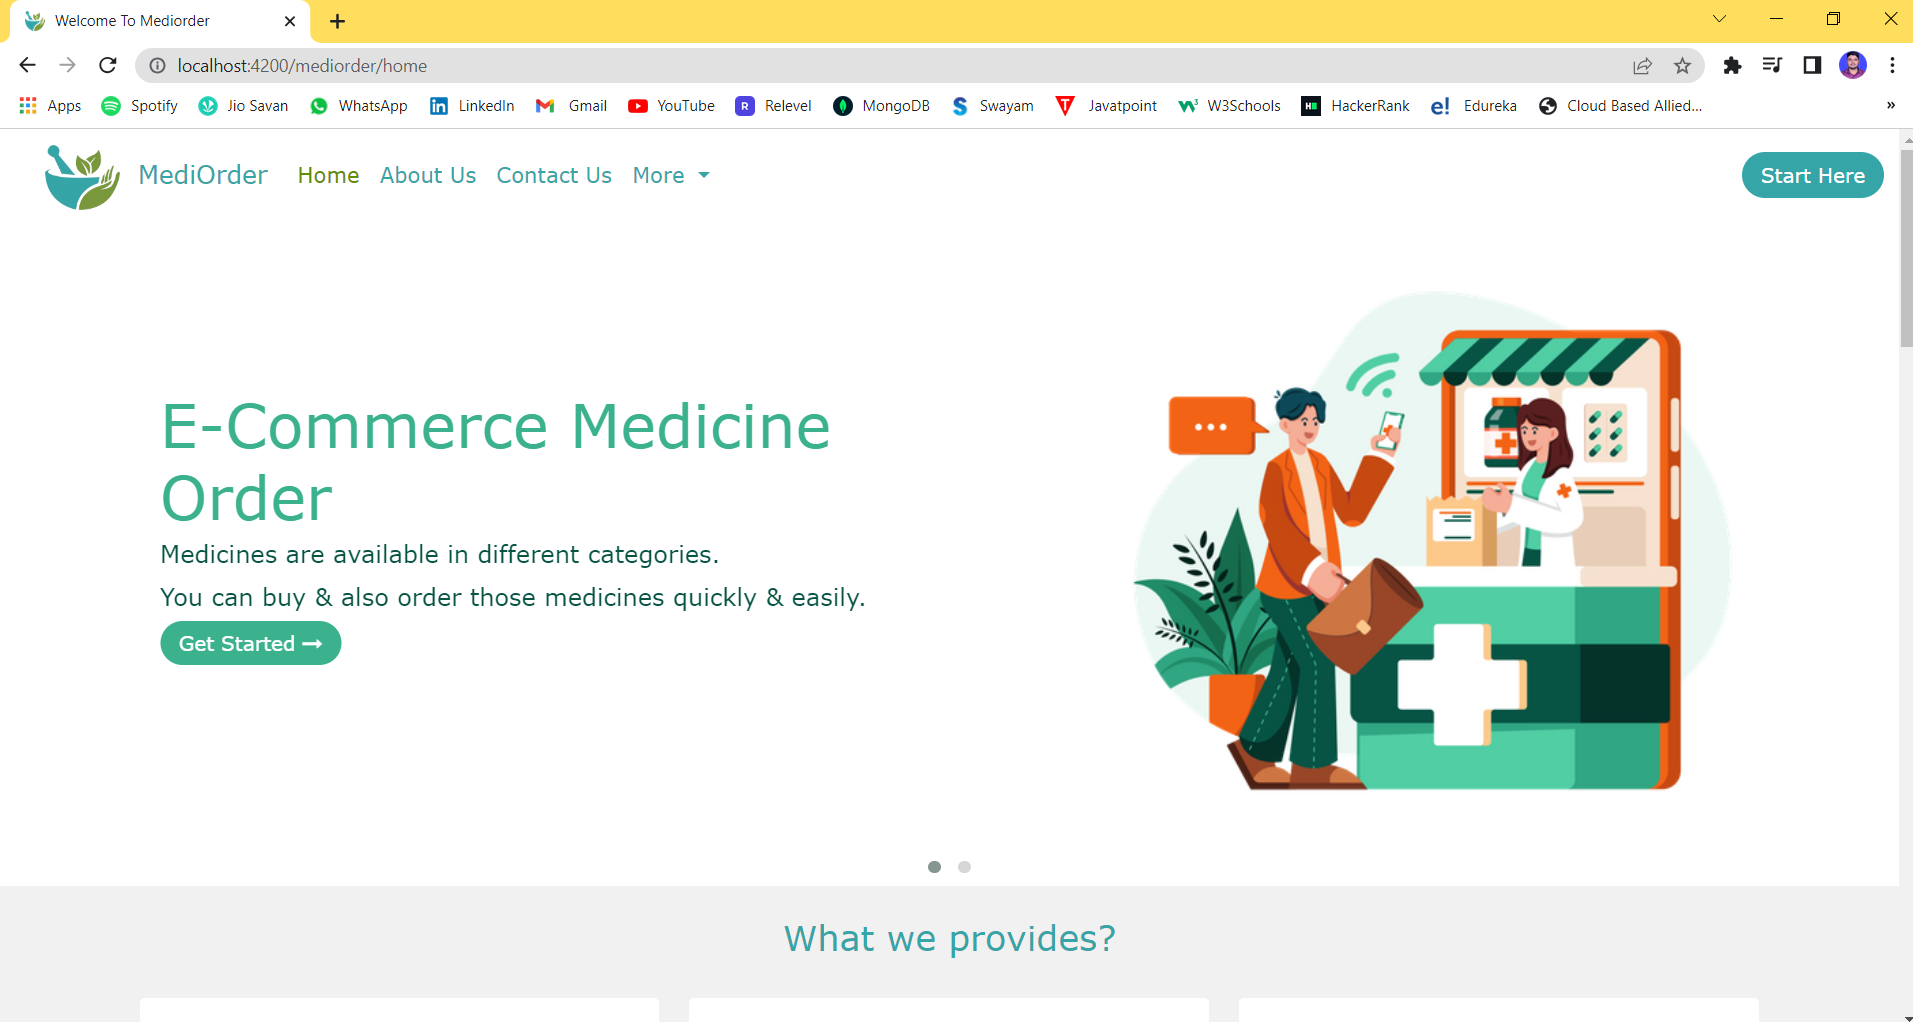 Welcome To Mediorder
localhost:4200/mediorder/home
Apps Spotify Jio Savan WhatsApp LinkedIn Gmail YouTube Relevel MongoDB Swayam Javatpoint W3Schools HackerRank Edureka Cloud Based Allied...
MediOrder Home About Us Contact Us More Start Here
E-Commerce Medicine
Order
Medicines are available in different categories.
You can buy & also order those medicines quickly & easily.
Get Started
What we provides?